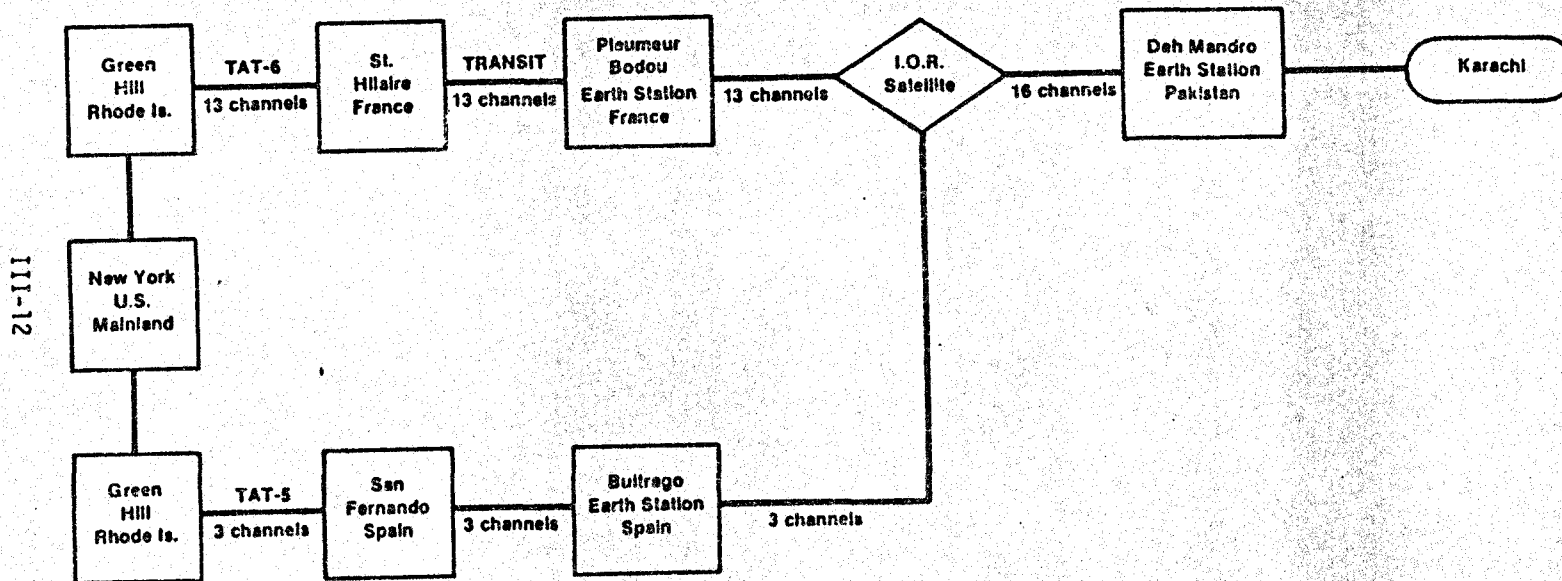 Green
Hill
Rhode Is.
TAT-6
13 channels
St.
Hilaire
France
TRANSIT
13 channels
Pleumeur
Bodou
Earth Station
France
13 channels
I.O.R.
Satellite
16 channels
Deh Mandro
Earth Station
Pakistan
Karachi
New York
U.S.
Mainland
III-12
Green
Hill
Rhode Is.
TAT-5
3 channels
San
Fernando
Spain
3 channels
Buitrago
Earth Station
Spain
3 channels